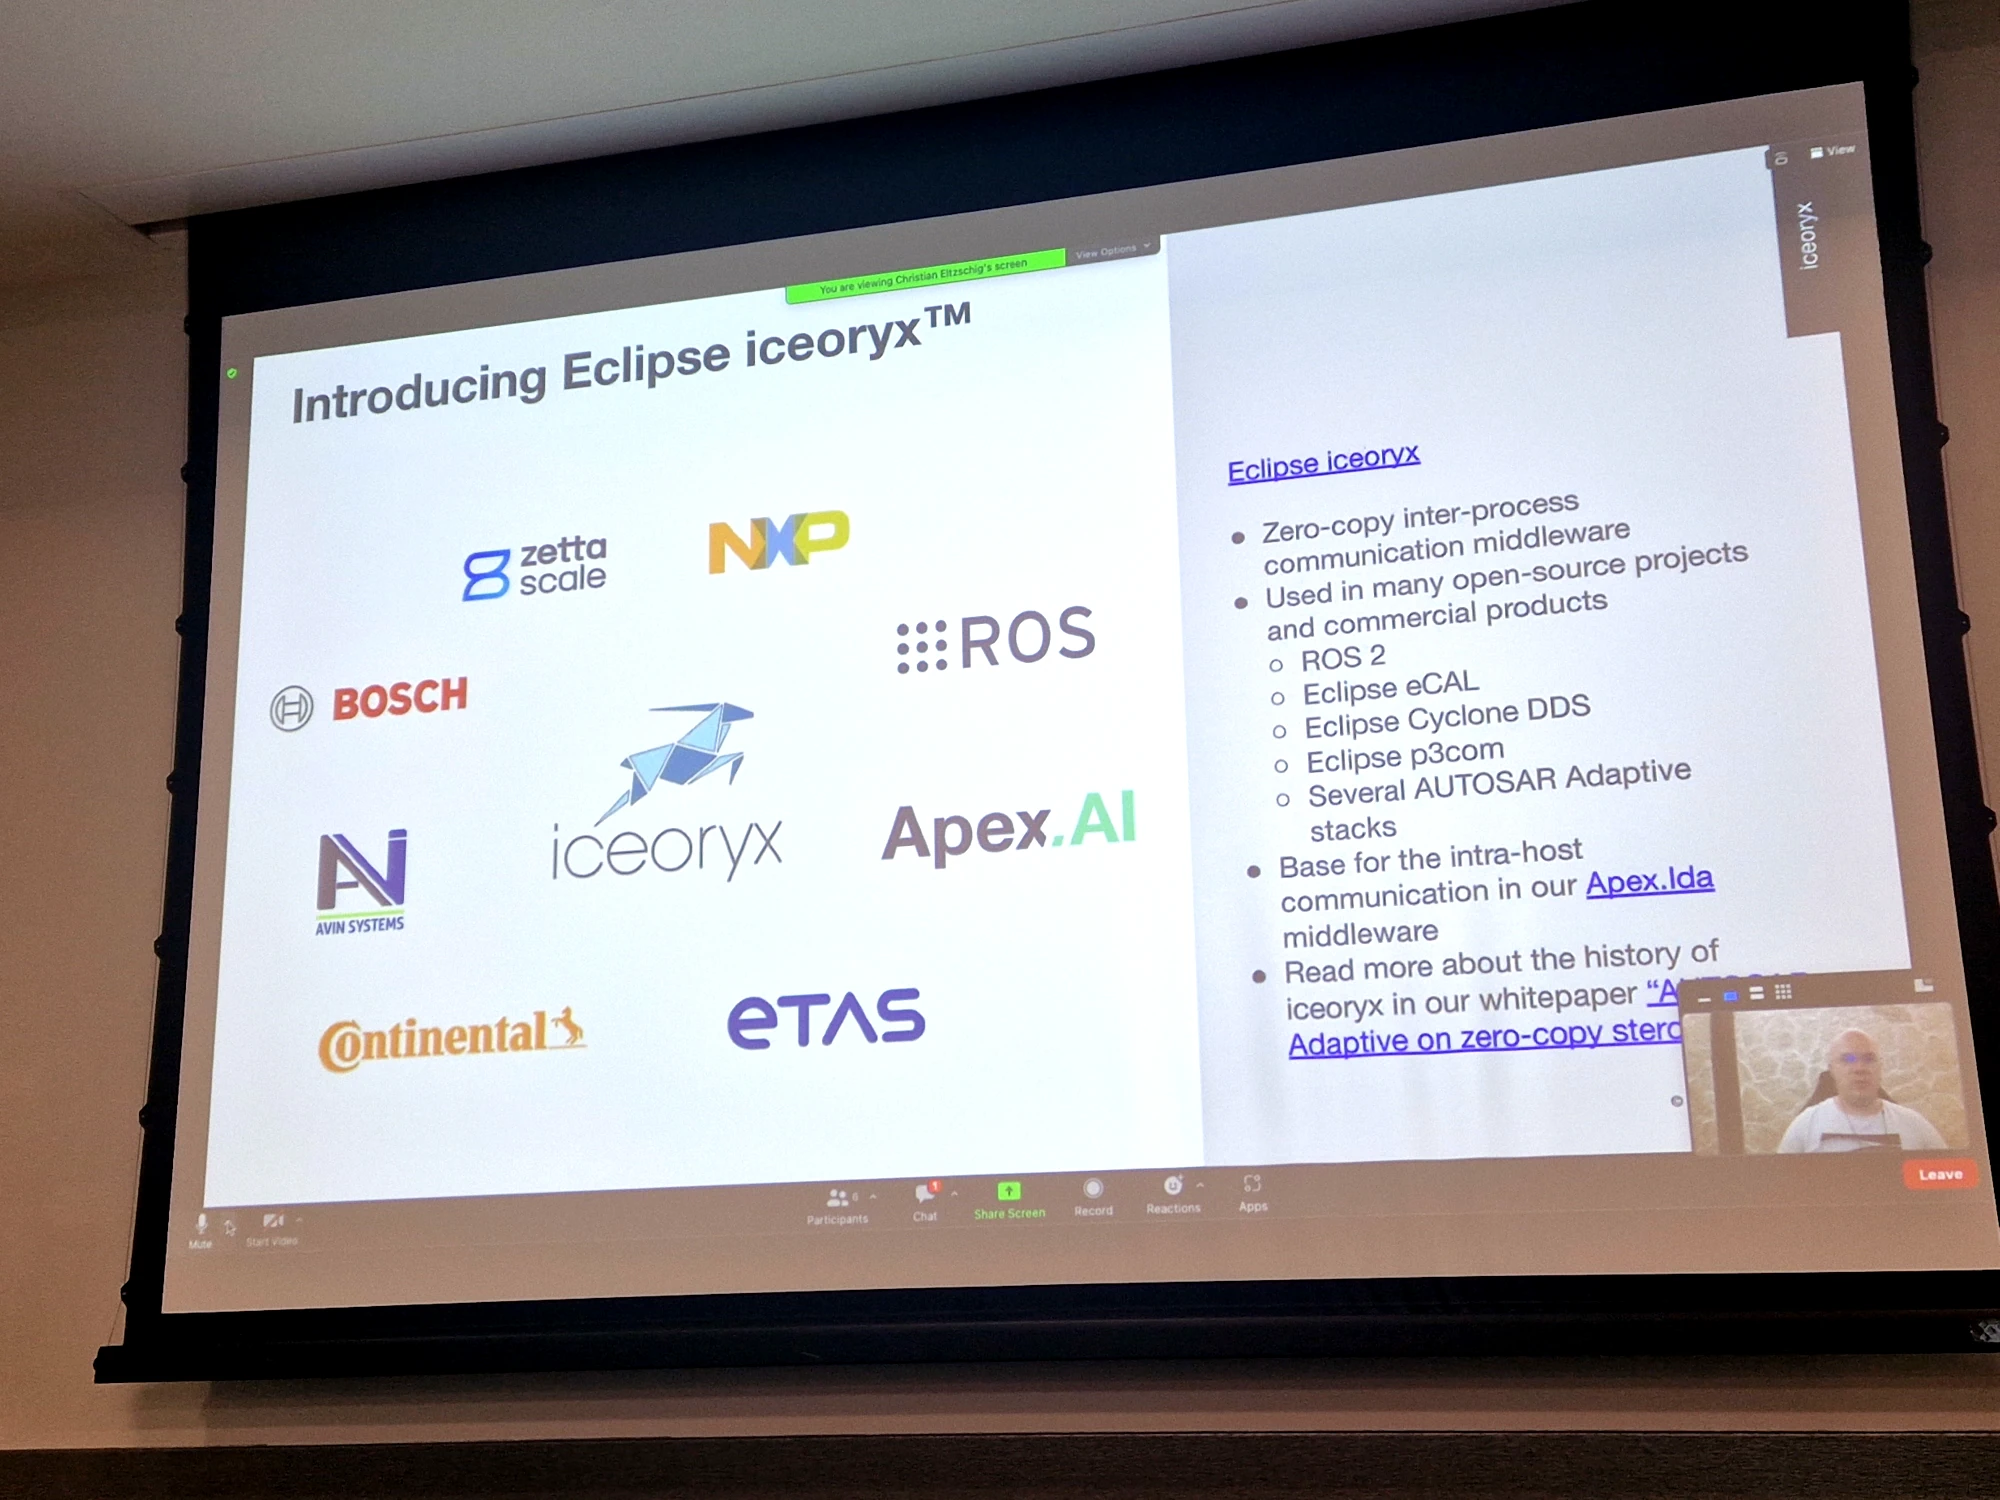 View
iceoryx
You are viewing Christian Eltzschig's screen
View Options
Introducing Eclipse iceoryx™
zetta
scale
NXP
ROS
BOSCH
iceoryx
Apex.AI
AVIN SYSTEMS
Continental
eTAS
Eclipse iceoryx
● Zero-copy inter-process
communication middleware
● Used in many open-source projects
and commercial products
○ ROS 2
○ Eclipse eCAL
○ Eclipse Cyclone DDS
○ Eclipse p3com
○ Several AUTOSAR Adaptive
stacks
● Base for the intra-host
communication in our Apex.Ida
middleware
● Read more about the history of
iceoryx in our whitepaper
Adaptive on zero-copy
Mute
Start Video
6
Participants
1
Chat
Share Screen
Record
Reactions
Apps
Leave